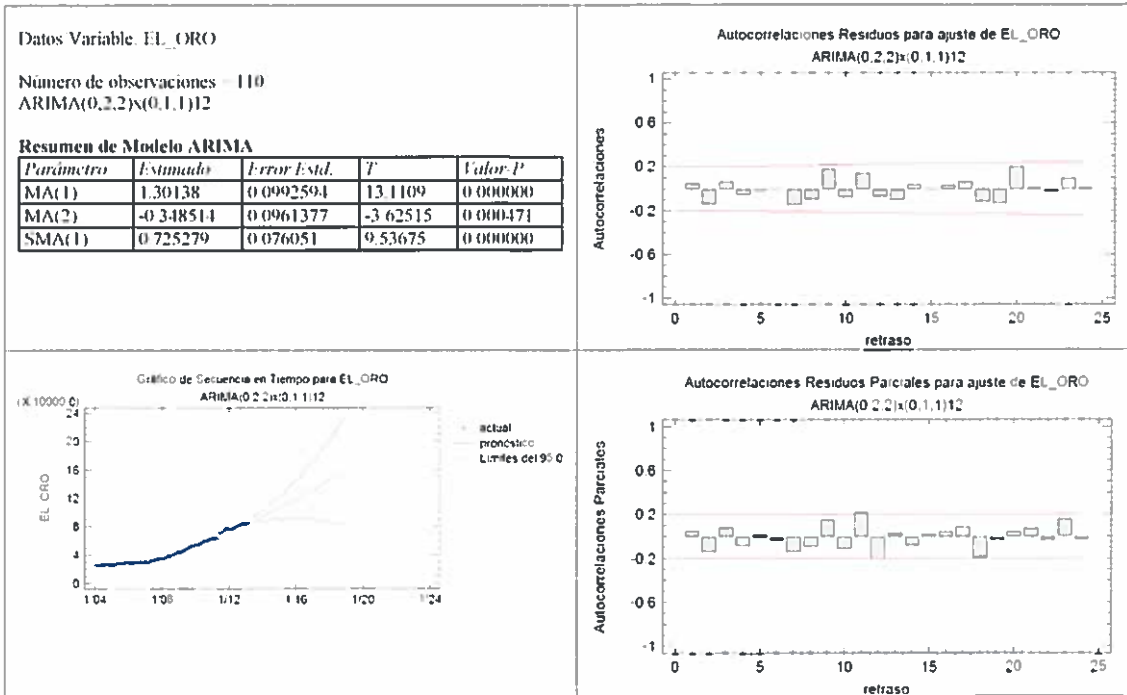 Datos Variable. EL_ORO
Número de observaciones = 110
ARIMA(0,2,2)x(0,1,1)12
Resumen de Modelo ARIMA
Parámetro Estimado Error Estd. T Valor-P
MA(1) 1.30138 0.0992594 13.1109 0.000000
MA(2) -0.348514 0.0961377 -3.62515 0.000471
SMA(1) 0.725279 0.076051 9.53675 0.000000
Autocorrelaciones Residuos para ajuste de EL_ORO
ARIMA(0,2,2)x(0,1,1)12
Autocorrelaciones
1
0.6
0.2
-0.2
-0.6
-1
0 5 10 15 20 25
retraso
Gráfico de Secuencia en Tiempo para EL_ORO
ARIMA(0,2,2)x(0,1,1)12
(X 10000.0)
EL_ORO
24
20
16
12
8
4
0
1/04 1/08 1/12 1/16 1/20 1/24
actual
pronóstico
Límites del 95.0
Autocorrelaciones Residuos Parciales para ajuste de EL_ORO
ARIMA(0,2,2)x(0,1,1)12
Autocorrelaciones Parciales
1
0.6
0.2
-0.2
-0.6
-1
0 5 10 15 20 25
retraso